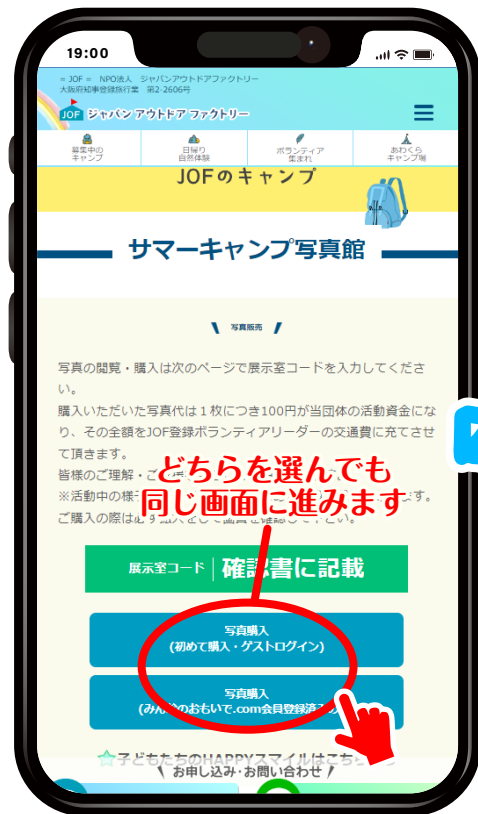 19:00
= JOF = NPO法人 ジャパンアウトドアファクトリー
大阪府知事登録旅行業 第2-2606号
JOF ジャパン アウトドア ファクトリー
募集中の
キャンプ
日帰り
自然体験
ボランティア
集まれ
あわくら
キャンプ場
JOFのキャンプ
サマーキャンプ写真館
写真販売
写真の閲覧・購入は次のページで展示室コードを入力してくださ
い。
購入いただいた写真代は１枚につき100円が当団体の活動資金にな
り、その全額をJOF登録ボランティアリーダーの交通費に充てさせ
て頂きます。
皆様のご理解・ご
どちらを選んでも
※活動中の様
同じ画面に進みます
す。
ご購入の際は必ず
展示室コード｜確認書に記載
写真購入
(初めて購入・ゲストログイン)
写真購入
(みんなのおもいで.com会員登録済
子どもたちのHAPPYスマイルはこちら
お申し込み･お問い合わせ